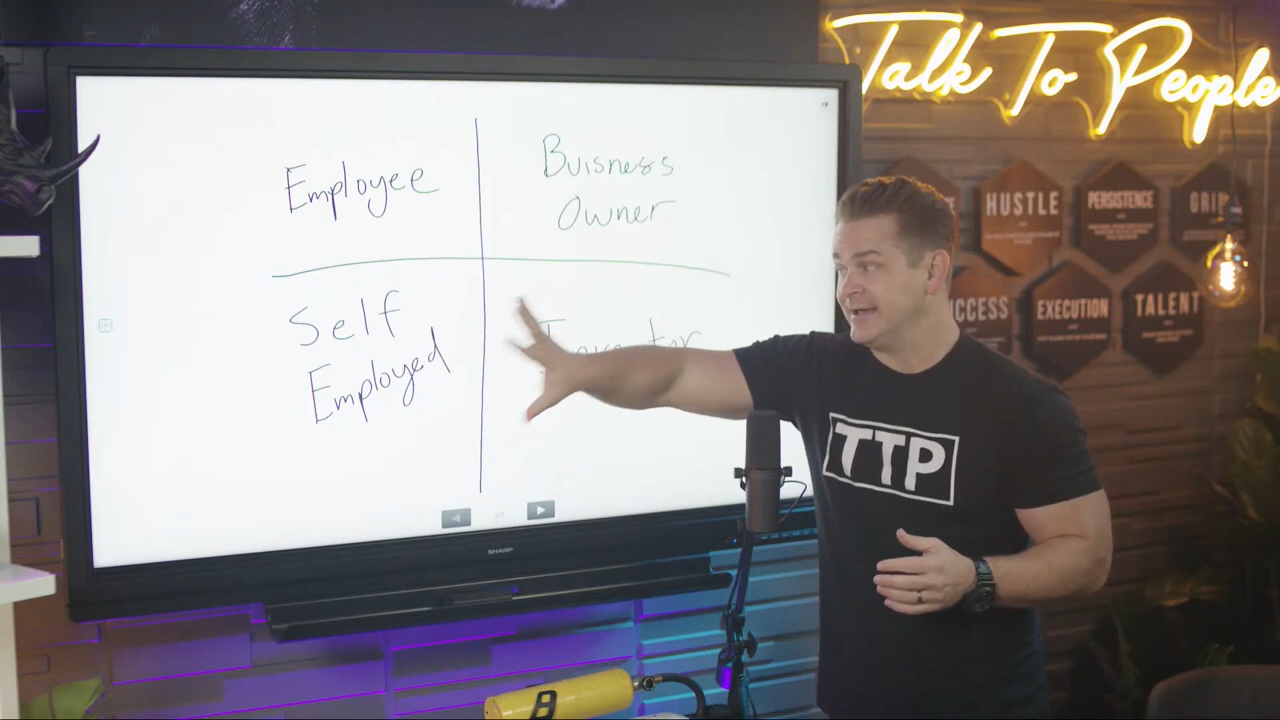 Talk To People
Employee
Buisness
Owner
Self
Employed
HUSTLE
PERSISTENCE
EXECUTION
TALENT
TTP
SHARP